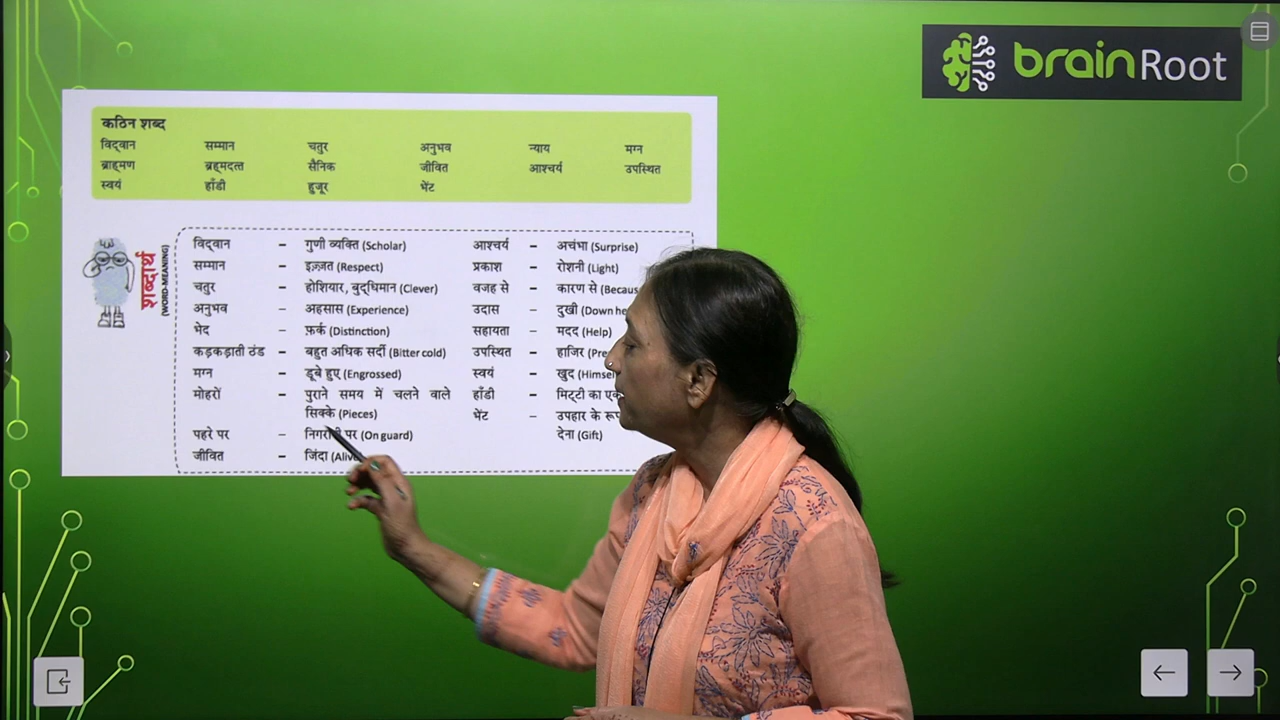 brainRoot
कठिन शब्द
विद्वान सम्मान चतुर अनुभव न्याय मग्न
ब्राह्मण ब्रह्मदत्त सैनिक जीवित आश्चर्य उपस्थित
स्वयं हाँडी हुजूर भेंट
शब्दार्थ
(WORD-MEANING)
विद्वान – गुणी व्यक्ति (Scholar)
सम्मान – इज़्ज़त (Respect)
चतुर – होशियार, बुद्धिमान (Clever)
अनुभव – अहसास (Experience)
भेद – फ़र्क (Distinction)
कड़कड़ाती ठंड – बहुत अधिक सर्दी (Bitter cold)
मग्न – डूबे हुए (Engrossed)
मोहरों – पुराने समय में चलने वाले
सिक्के (Pieces)
पहरे पर – पर (On guard)
जीवित – जिंदा
आश्चर्य – अचंभा (Surprise)
प्रकाश – रोशनी (Light)
वजह से – कारण से
उदास – दुखी (Down
सहायता – मदद (Help)
उपस्थित – हाजिर
स्वयं – खुद
हाँडी – मिट्टी का
भेंट – उपहार के
देना (Gift)